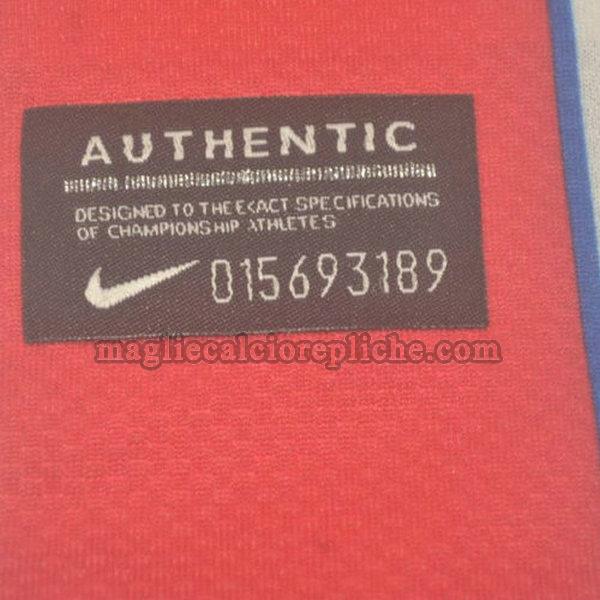 AUTHENTIC
DESIGNED TO THE EXACT SPECIFICATIONS
OF CHAMPIONSHIP ATHLETES
015693189
magliecalciorepliche.com